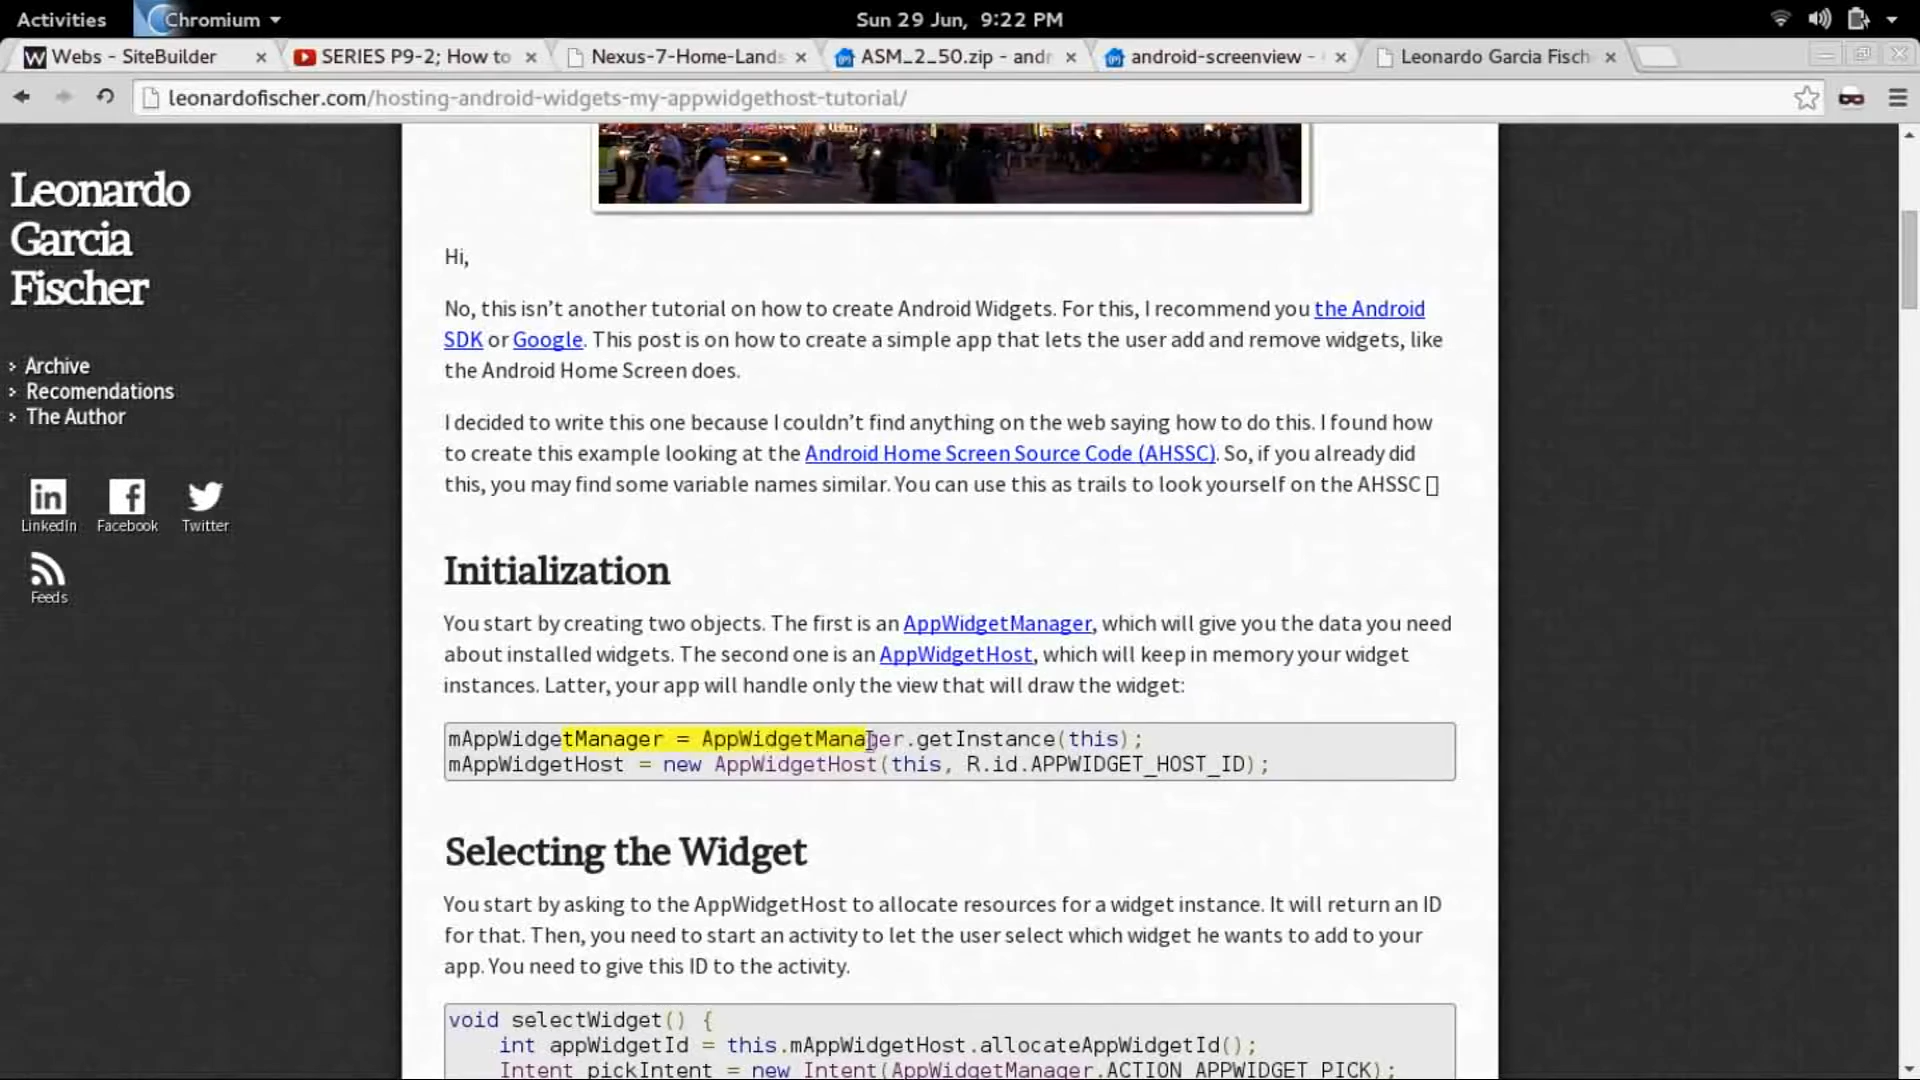 Activities Chromium Sun 29 Jun, 9:22 PM
Webs - SiteBuilder SERIES P9-2; How to Nexus-7-Home-Lands ASM_2_50.zip - andr android-screenview - Leonardo Garcia Fisch
leonardofischer.com/hosting-android-widgets-my-appwidgethost-tutorial/
Leonardo
Garcia
Fischer
Archive
Recomendations
The Author
LinkedIn Facebook Twitter
Feeds
Hi,
No, this isn’t another tutorial on how to create Android Widgets. For this, I recommend you the Android
SDK or Google. This post is on how to create a simple app that lets the user add and remove widgets, like
the Android Home Screen does.
I decided to write this one because I couldn’t find anything on the web saying how to do this. I found how
to create this example looking at the Android Home Screen Source Code (AHSSC). So, if you already did
this, you may find some variable names similar. You can use this as trails to look yourself on the AHSSC
Initialization
You start by creating two objects. The first is an AppWidgetManager, which will give you the data you need
about installed widgets. The second one is an AppWidgetHost, which will keep in memory your widget
instances. Latter, your app will handle only the view that will draw the widget:
mAppWidgetManager = AppWidgetManager.getInstance(this);
mAppWidgetHost = new AppWidgetHost(this, R.id.APPWIDGET_HOST_ID);
Selecting the Widget
You start by asking to the AppWidgetHost to allocate resources for a widget instance. It will return an ID
for that. Then, you need to start an activity to let the user select which widget he wants to add to your
app. You need to give this ID to the activity.
void selectWidget() {
int appWidgetId = this.mAppWidgetHost.allocateAppWidgetId();
Intent pickIntent = new Intent(AppWidgetManager.ACTION_APPWIDGET_PICK);